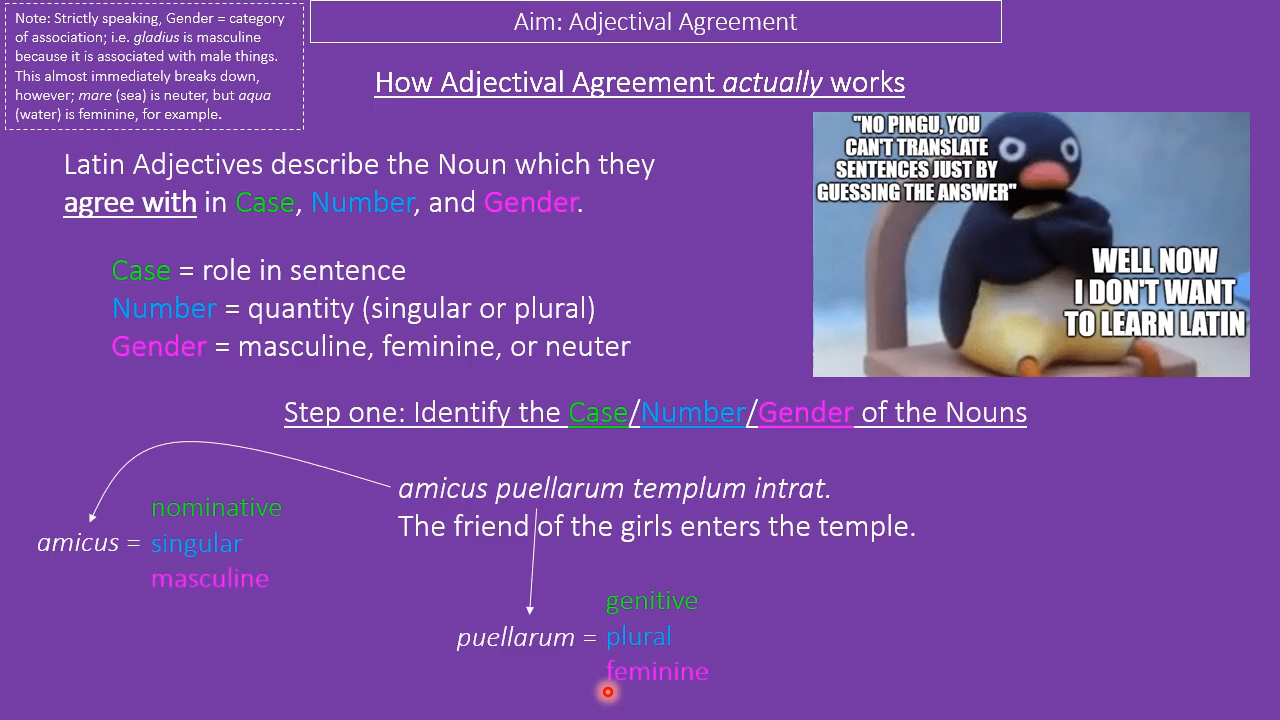 Note: Strictly speaking, Gender = category
of association; i.e. gladius is masculine
because it is associated with male things.
This almost immediately breaks down,
however; mare (sea) is neuter, but aqua
(water) is feminine, for example.
Aim: Adjectival Agreement
How Adjectival Agreement actually works
Latin Adjectives describe the Noun which they
agree with in Case, Number, and Gender.
Case = role in sentence
Number = quantity (singular or plural)
Gender = masculine, feminine, or neuter
"NO PINGU, YOU
CAN'T TRANSLATE
SENTENCES JUST BY
GUESSING THE ANSWER"
WELL NOW
I DON'T WANT
TO LEARN LATIN
Step one: Identify the Case/Number/Gender of the Nouns
amicus puellarum templum intrat.
The friend of the girls enters the temple.
nominative
amicus = singular
masculine
genitive
puellarum = plural
feminine